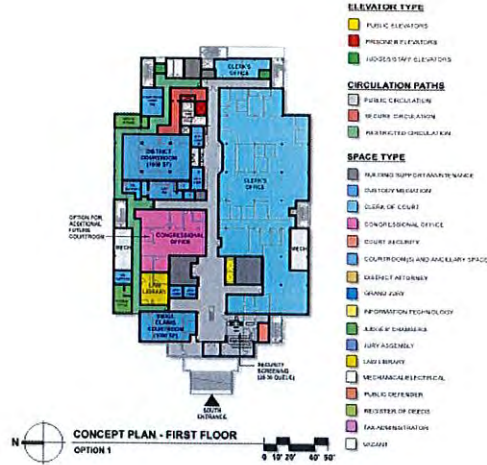 ELEVATOR TYPE
PUBLIC ELEVATORS
PRISONER ELEVATORS
JUDGES/STAFF ELEVATORS
CIRCULATION PATHS
PUBLIC CIRCULATION
SECURE CIRCULATION
RESTRICTED CIRCULATION
SPACE TYPE
BUILDING SUPPORT/MAINTENANCE
CUSTODY MEDIATION
CLERK OF COURT
CONGRESSIONAL OFFICE
COURT SECURITY
COURTROOM(S) AND ANCILLARY SPACE
DISTRICT ATTORNEY
GRAND JURY
INFORMATION TECHNOLOGY
JUDGE'S CHAMBERS
JURY ASSEMBLY
LAW LIBRARY
MECHANICAL/ELECTRICAL
PUBLIC DEFENDER
REGISTER OF DEEDS
TAX ADMINISTRATOR
VACANT
CLERK'S
OFFICE
DISTRICT
COURTROOM
CLERK'S
OFFICE
OPTION FOR
ADDITIONAL
FUTURE
COURTROOM
CONGRESSIONAL
OFFICE
MECH
MECH
LAW
LIBRARY
SMALL
CLAIMS
COURTROOM
SECURITY
SCREENING
SOUTH
ENTRANCE
N
CONCEPT PLAN - FIRST FLOOR
OPTION 1
0 10' 20' 40' 50'